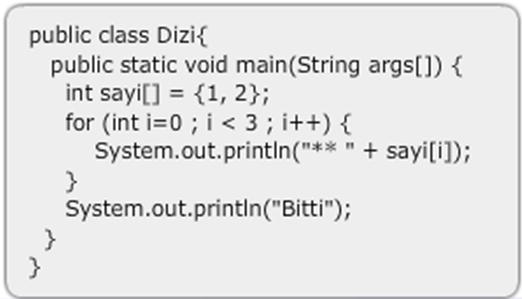 public class Dizi{
public static void main(String args[]) {
int sayi[] = {1, 2};
for (int i=0 ; i < 3 ; i++) {
System.out.println("** " + sayi[i]);
}
System.out.println("Bitti");
}
}